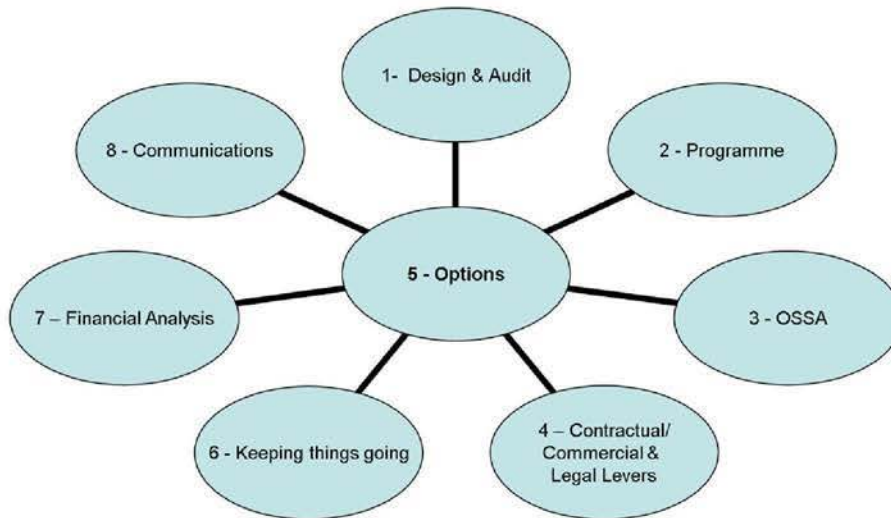 1- Design & Audit
8 - Communications
2 - Programme
5 - Options
7 – Financial Analysis
3 - OSSA
6 - Keeping things going
4 – Contractual/
Commercial &
Legal Levers